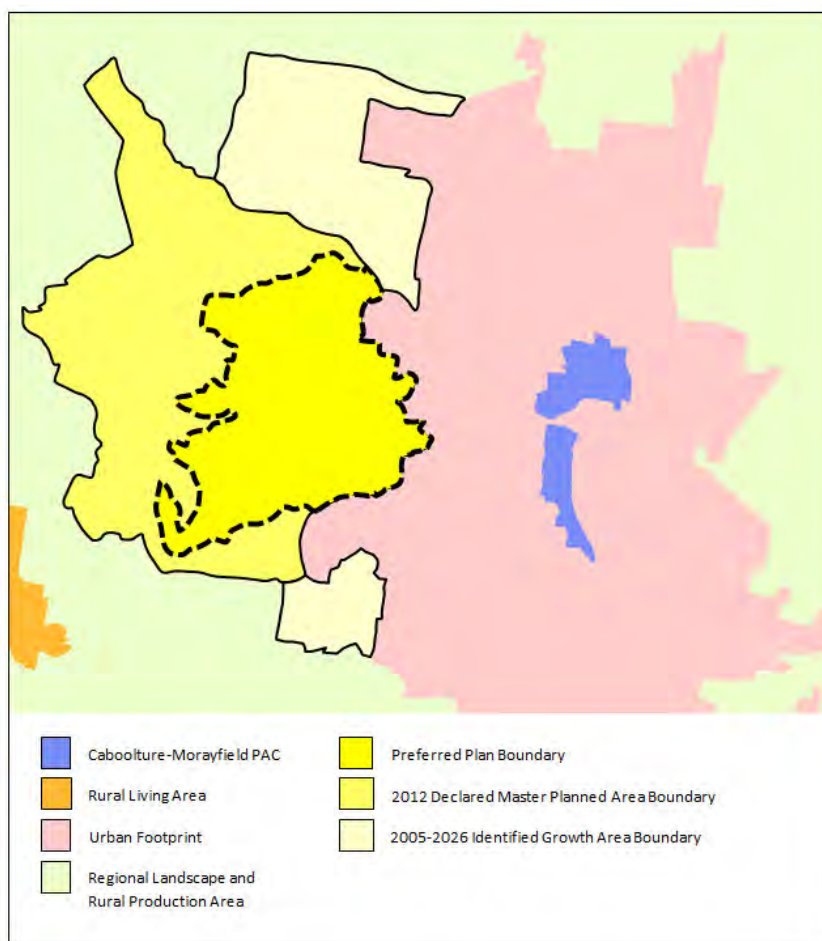 Caboolture-Morayfield PAC
Rural Living Area
Urban Footprint
Regional Landscape and
Rural Production Area
Preferred Plan Boundary
2012 Declared Master Planned Area Boundary
2005-2026 Identified Growth Area Boundary